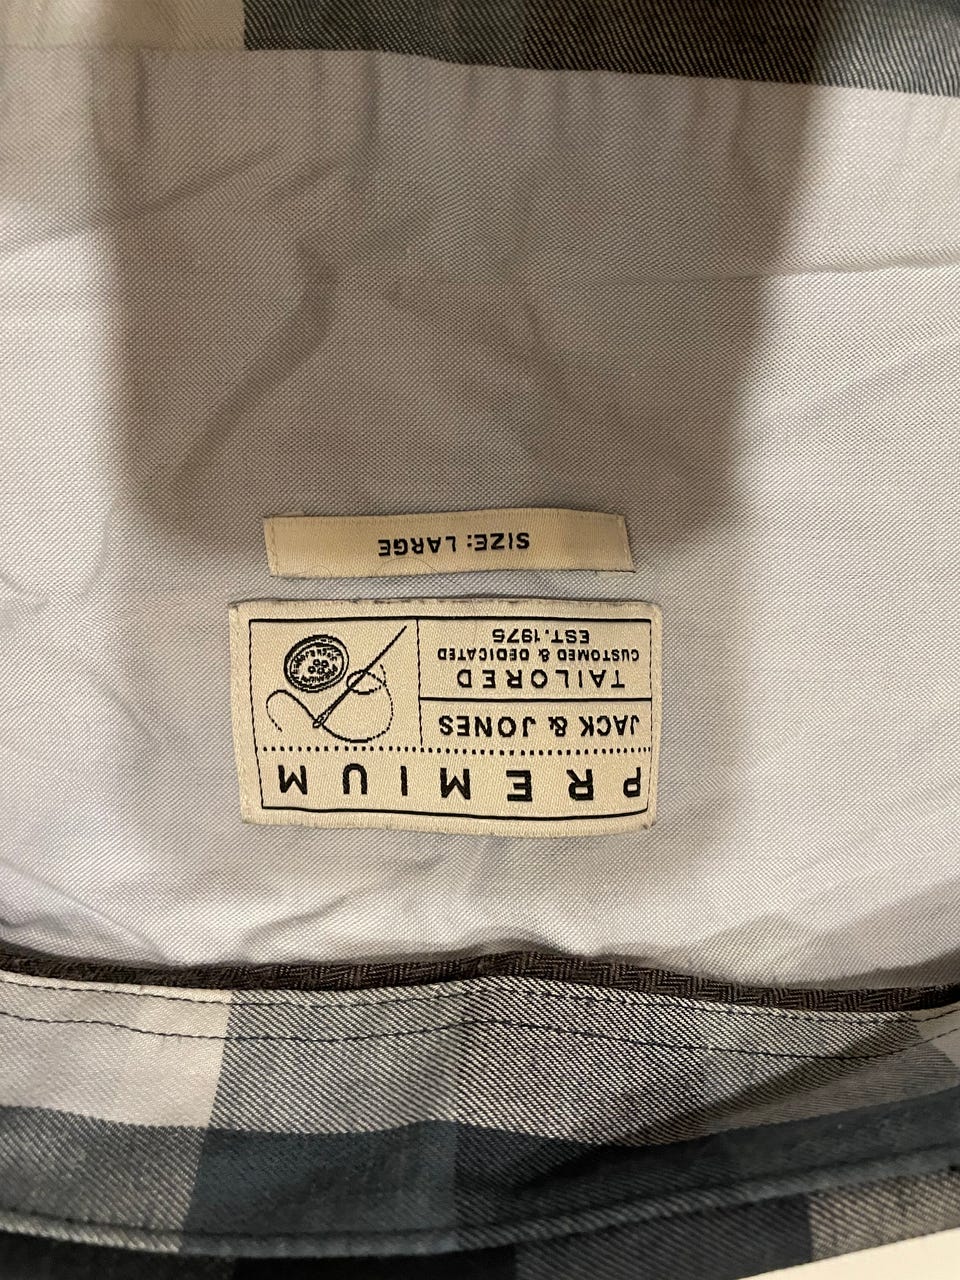 PREMIUM
JACK & JONES
TAILORED
CUSTOMED & DEDICATED
EST.1975
SIZE: LARGE